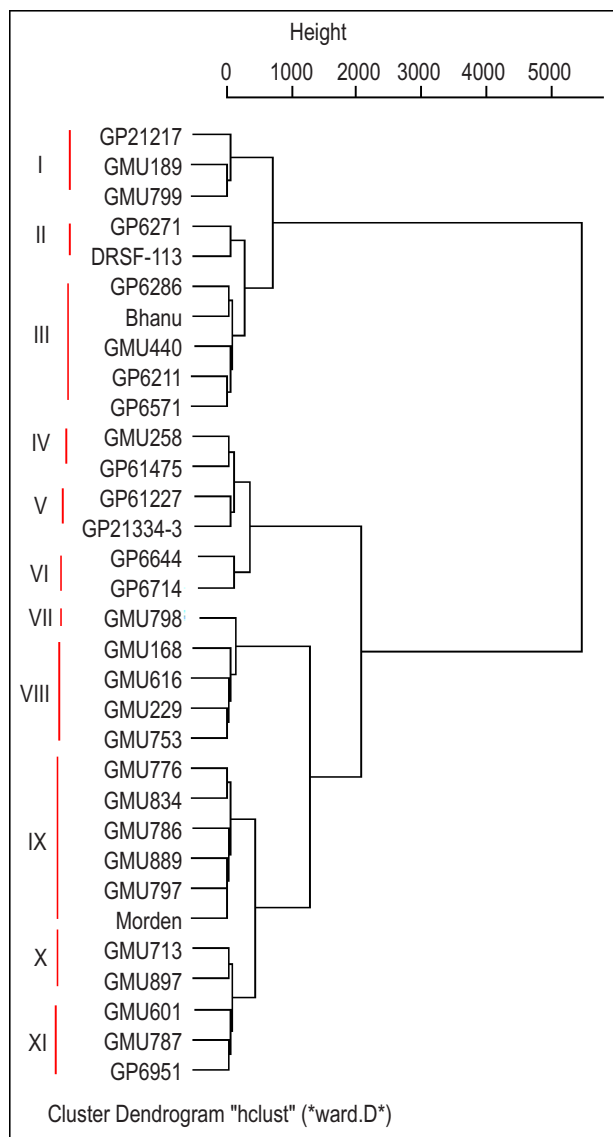 Height
0 1000 2000 3000 4000 5000
I
GP21217
GMU189
GMU799
II
GP6271
DRSF-113
III
GP6286
Bhanu
GMU440
GP6211
GP6571
IV
GMU258
GP61475
V
GP61227
GP21334-3
VI
GP6644
GP6714
VII
GMU798
VIII
GMU168
GMU616
GMU229
GMU753
IX
GMU776
GMU834
GMU786
GMU889
GMU797
Morden
X
GMU713
GMU897
XI
GMU601
GMU787
GP6951
Cluster Dendrogram "hclust" (*ward.D*)